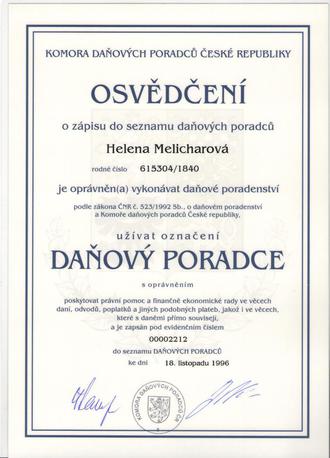 KOMORA DAŇOVÝCH PORADCŮ ČESKÉ REPUBLIKY
OSVĚDČENÍ
o zápisu do seznamu daňových poradců
Helena Melicharová
rodné číslo 615304/1840
je oprávněn(a) vykonávat daňové poradenství
podle zákona ČNR č. 523/1992 Sb., o daňovém poradenství
a Komoře daňových poradců České republiky,
užívat označení
DAŇOVÝ PORADCE
s oprávněním
poskytovat právní pomoc a finančně ekonomické rady ve věcech
daní, odvodů, poplatků a jiných podobných plateb, jakož i ve věcech,
které s daněmi přímo souvisejí,
a je zapsán pod evidenčním číslem
00002212
do seznamu DAŇOVÝCH PORADCŮ
ke dni 18. listopadu 1996
KOMORA DAŇOVÝCH PORADCŮ ČR